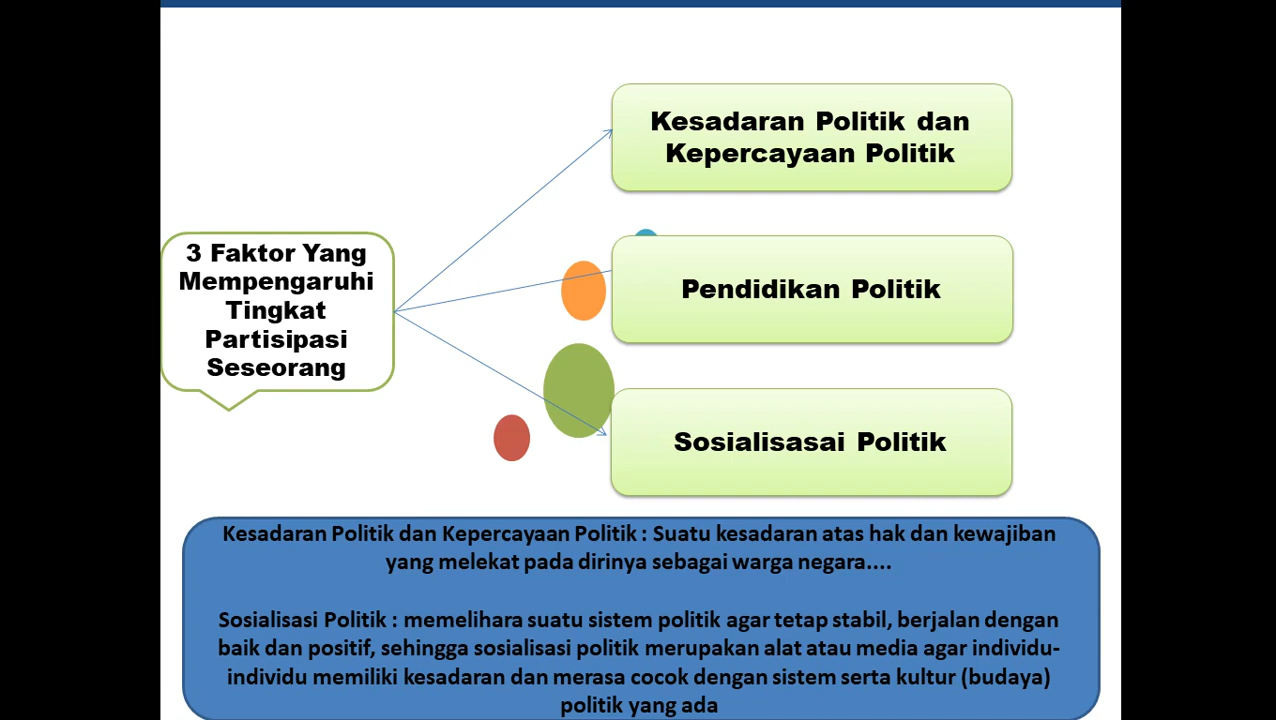 3 Faktor Yang
Mempengaruhi
Tingkat
Partisipasi
Seseorang
Kesadaran Politik dan
Kepercayaan Politik
Pendidikan Politik
Sosialisasai Politik
Kesadaran Politik dan Kepercayaan Politik : Suatu kesadaran atas hak dan kewajiban
yang melekat pada dirinya sebagai warga negara....
Sosialisasi Politik : memelihara suatu sistem politik agar tetap stabil, berjalan dengan
baik dan positif, sehingga sosialisasi politik merupakan alat atau media agar individu-
individu memiliki kesadaran dan merasa cocok dengan sistem serta kultur (budaya)
politik yang ada